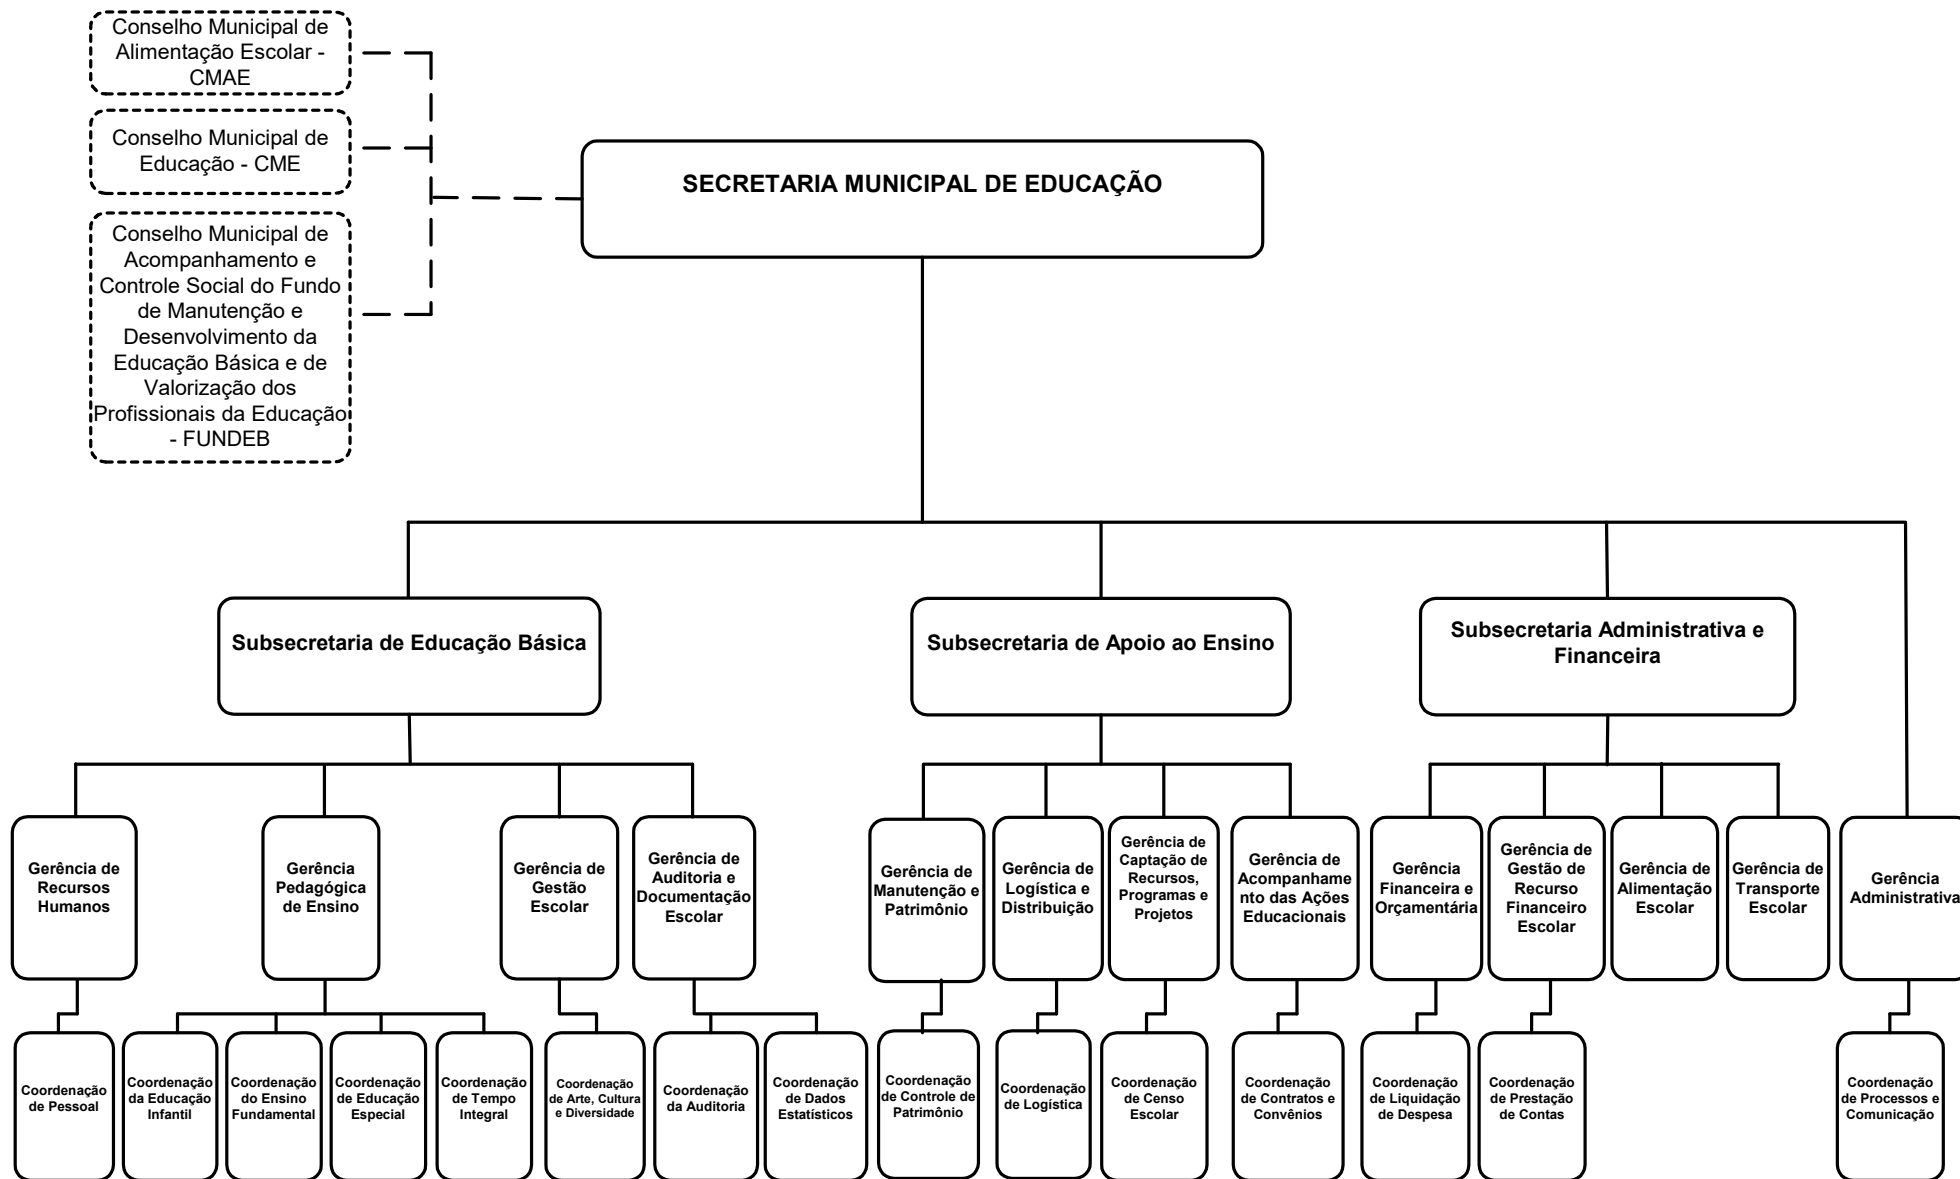 Conselho Municipal de
Alimentação Escolar -
CMAE
Conselho Municipal de
Educação - CME
Conselho Municipal de
Acompanhamento e
Controle Social do Fundo
de Manutenção e
Desenvolvimento da
Educação Básica e de
Valorização dos
Profissionais da Educação
- FUNDEB
SECRETARIA MUNICIPAL DE EDUCAÇÃO
Subsecretaria de Educação Básica
Subsecretaria de Apoio ao Ensino
Subsecretaria Administrativa e
Financeira
Gerência de
Recursos
Humanos
Gerência
Pedagógica
de Ensino
Gerência de
Gestão
Escolar
Gerência de
Auditoria e
Documentação
Escolar
Gerência de
Manutenção e
Patrimônio
Gerência de
Logística e
Distribuição
Gerência de
Captação de
Recursos,
Programas e
Projetos
Gerência de
Acompanhame
nto das Ações
Educacionais
Gerência
Financeira e
Orçamentária
Gerência de
Gestão de
Recurso
Financeiro
Escolar
Gerência de
Alimentação
Escolar
Gerência de
Transporte
Escolar
Gerência
Administrativa
Coordenação
de Pessoal
Coordenação
da Educação
Infantil
Coordenação
do Ensino
Fundamental
Coordenação
de Educação
Especial
Coordenação
de Tempo
Integral
Coordenação
de Arte, Cultura
e Diversidade
Coordenação
da Auditoria
Coordenação
de Dados
Estatísticos
Coordenação
de Controle de
Patrimônio
Coordenação
de Logística
Coordenação
de Censo
Escolar
Coordenação
de Contratos e
Convênios
Coordenação
de Liquidação
de Despesa
Coordenação
de Prestação
de Contas
Coordenação
de Processos e
Comunicação